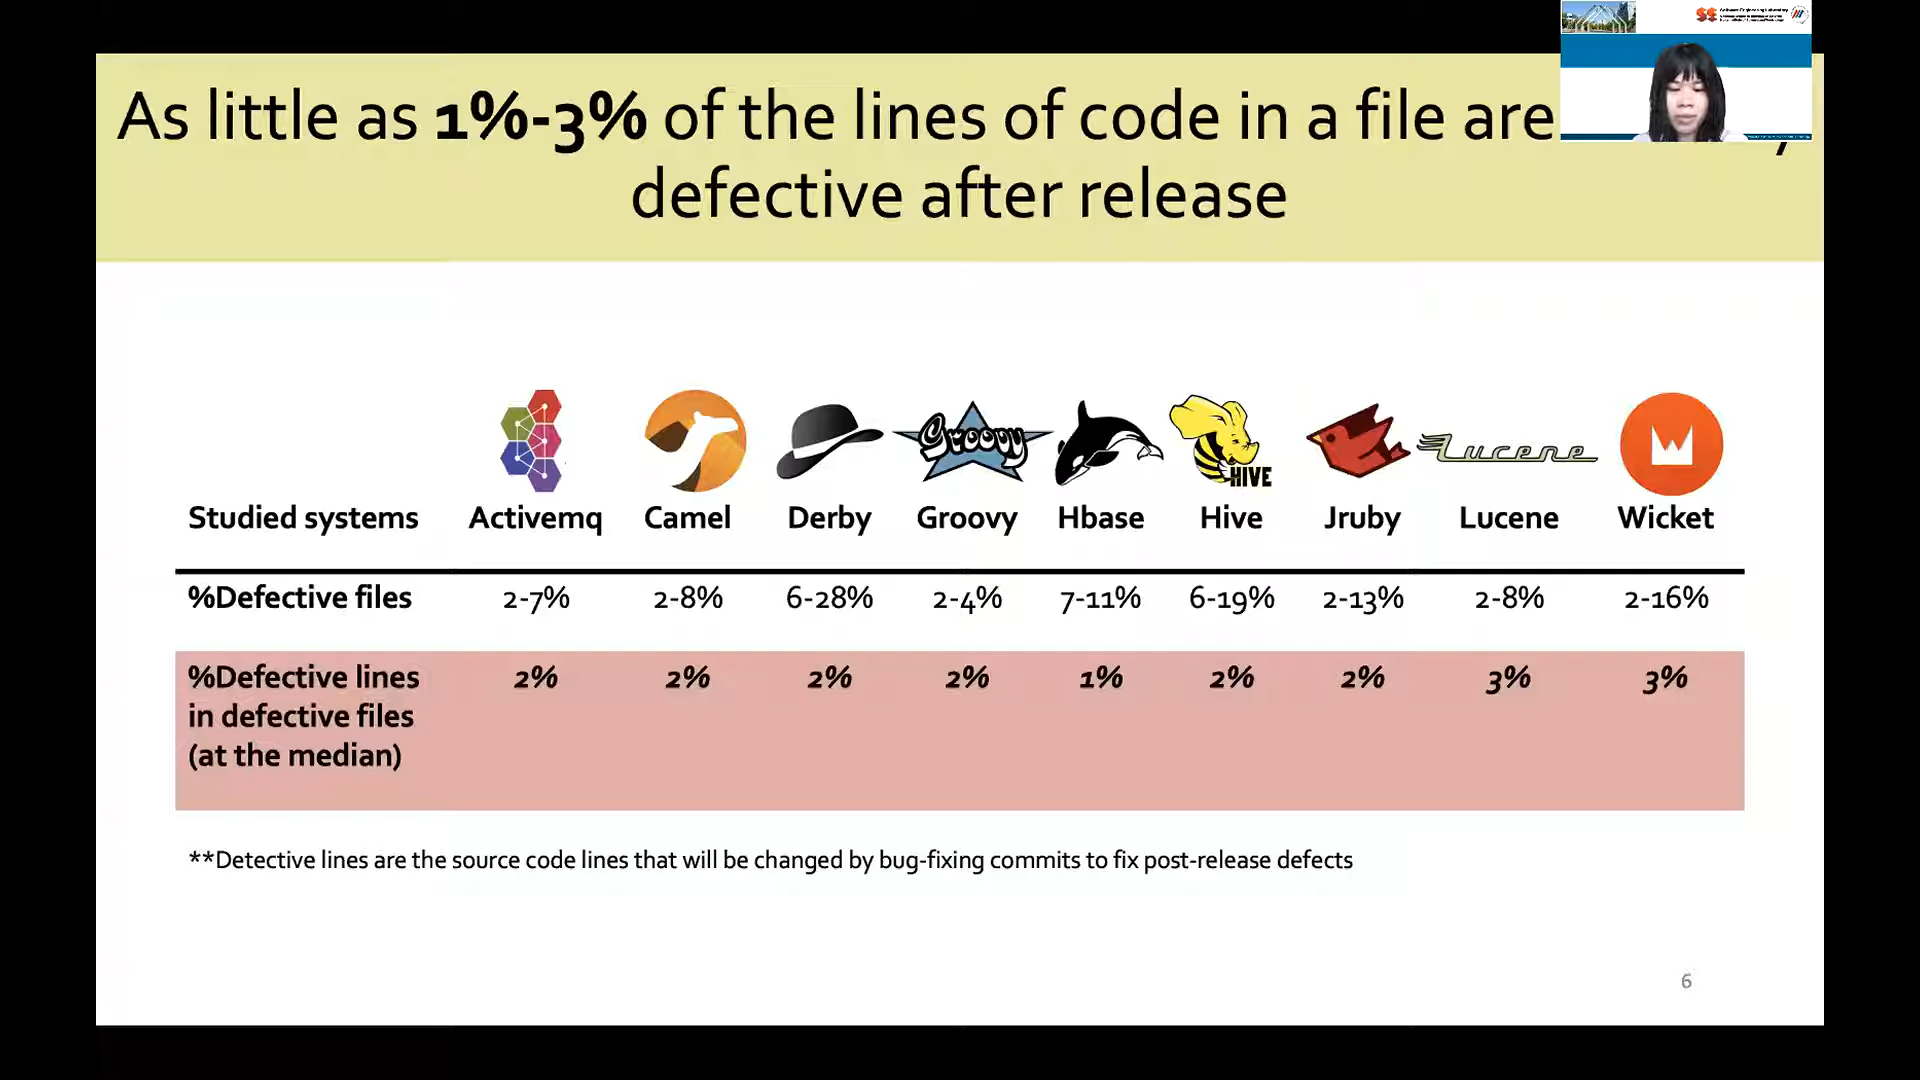 As little as 1%-3% of the lines of code in a file are
defective after release
Groovy
HIVE
Lucene
Studied systems Activemq Camel Derby Groovy Hbase Hive Jruby Lucene Wicket
%Defective files 2-7% 2-8% 6-28% 2-4% 7-11% 6-19% 2-13% 2-8% 2-16%
%Defective lines 2% 2% 2% 2% 1% 2% 2% 3% 3%
in defective files
(at the median)
**Detective lines are the source code lines that will be changed by bug-fixing commits to fix post-release defects
6